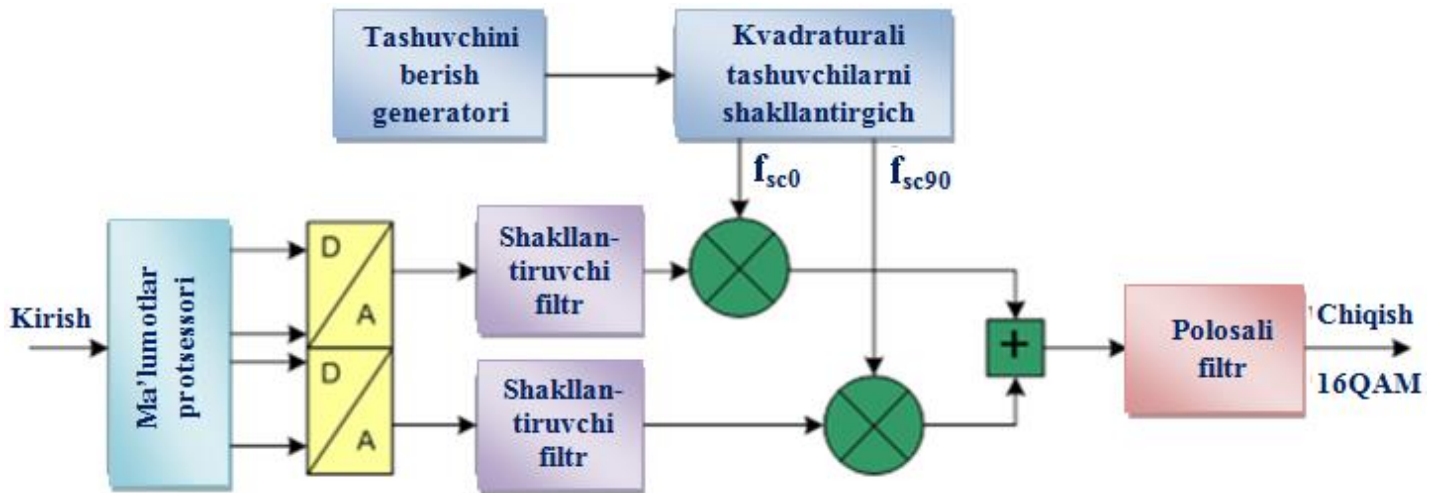 Tashuvchini
berish
generatori
Kvadraturali
tashuvchilarni
shakllantirgich
fsc0
fsc90
Kirish
Ma’lumotlar
protsessori
D
A
D
A
Shakllan-
tiruvchi
filtr
Shakllan-
tiruvchi
filtr
+
Polosali
filtr
Chiqish
16QAM